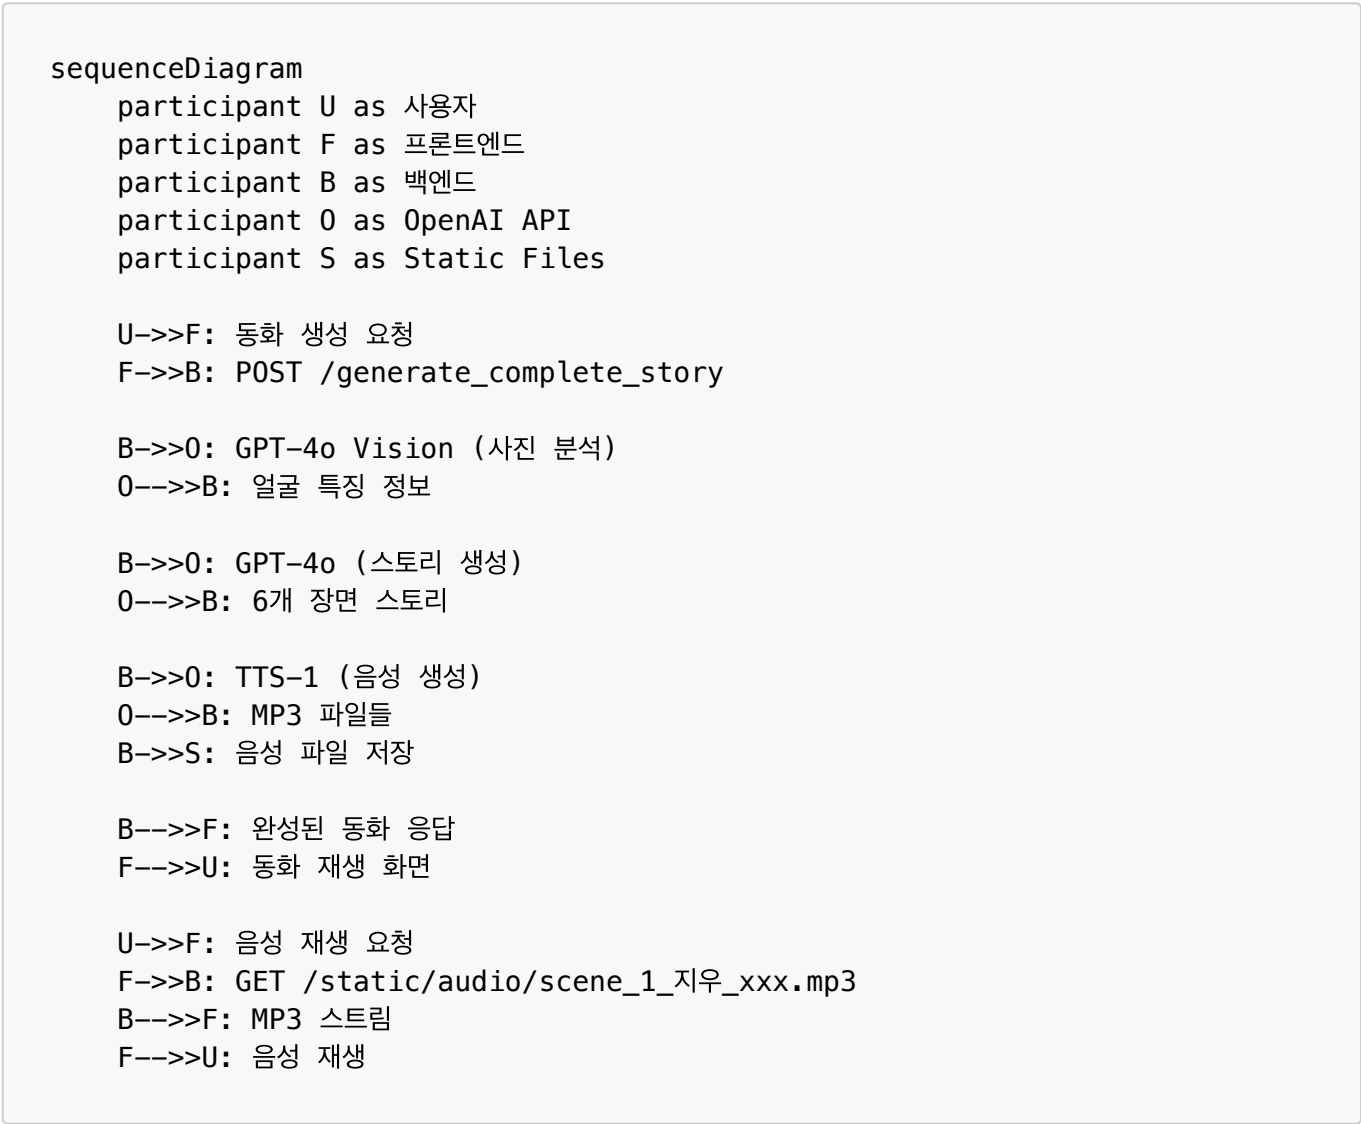 sequenceDiagram
participant U as 사용자
participant F as 프론트엔드
participant B as 백엔드
participant O as OpenAI API
participant S as Static Files
U->>F: 동화 생성 요청
F->>B: POST /generate_complete_story
B->>O: GPT-4o Vision (사진 분석)
O-->>B: 얼굴 특징 정보
B->>O: GPT-4o (스토리 생성)
O-->>B: 6개 장면 스토리
B->>O: TTS-1 (음성 생성)
O-->>B: MP3 파일들
B->>S: 음성 파일 저장
B-->>F: 완성된 동화 응답
F-->>U: 동화 재생 화면
U->>F: 음성 재생 요청
F->>B: GET /static/audio/scene_1_지우_xxx.mp3
B-->>F: MP3 스트림
F-->>U: 음성 재생